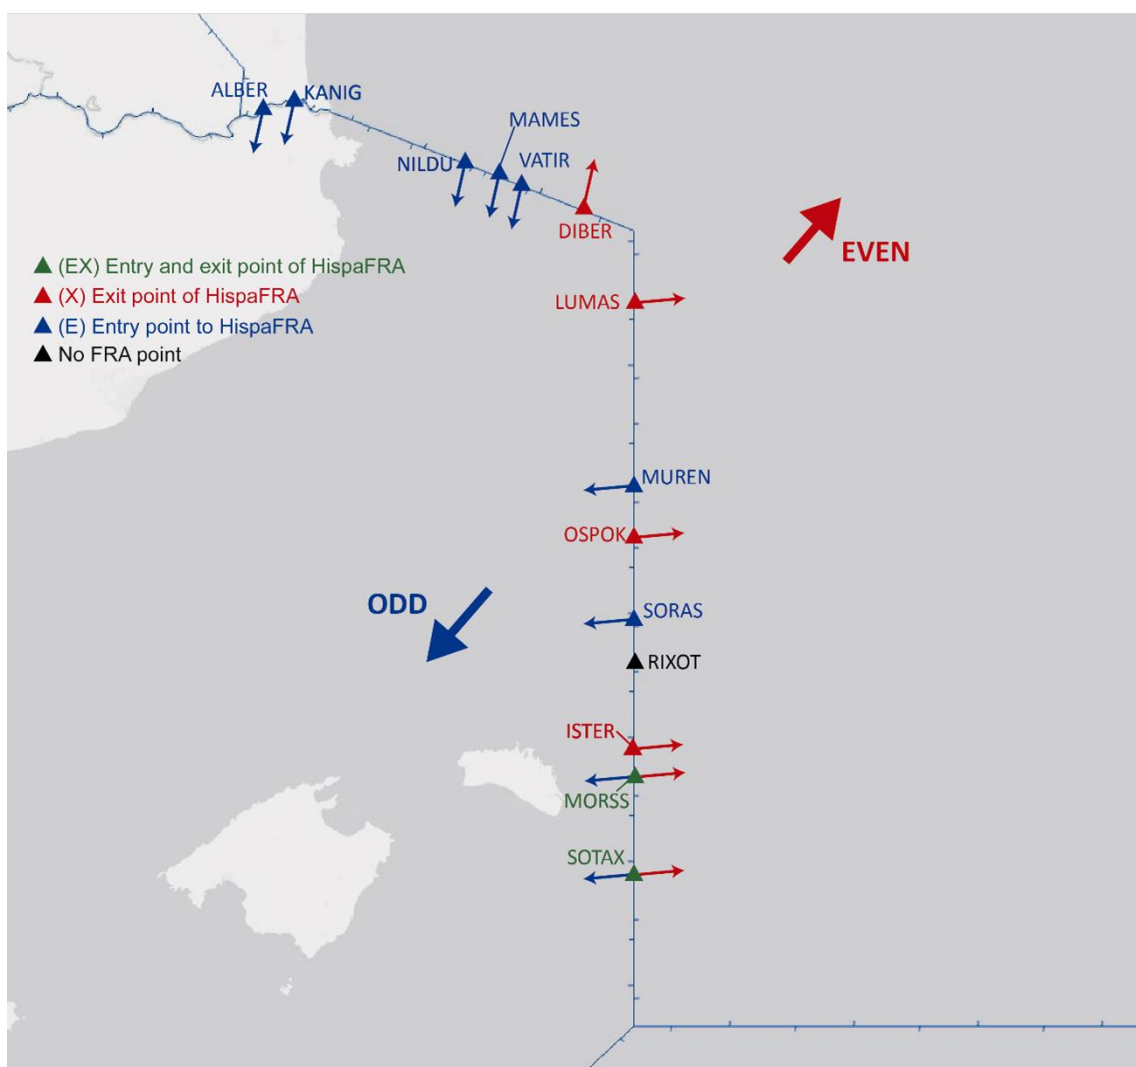 ALBER
KANIG
MAMES
NILDU
VATIR
DIBER
EVEN
(EX) Entry and exit point of HispaFRA
(X) Exit point of HispaFRA
(E) Entry point to HispaFRA
No FRA point
LUMAS
MUREN
OSPOK
ODD
SORAS
RIXOT
ISTER
MORSS
SOTAX